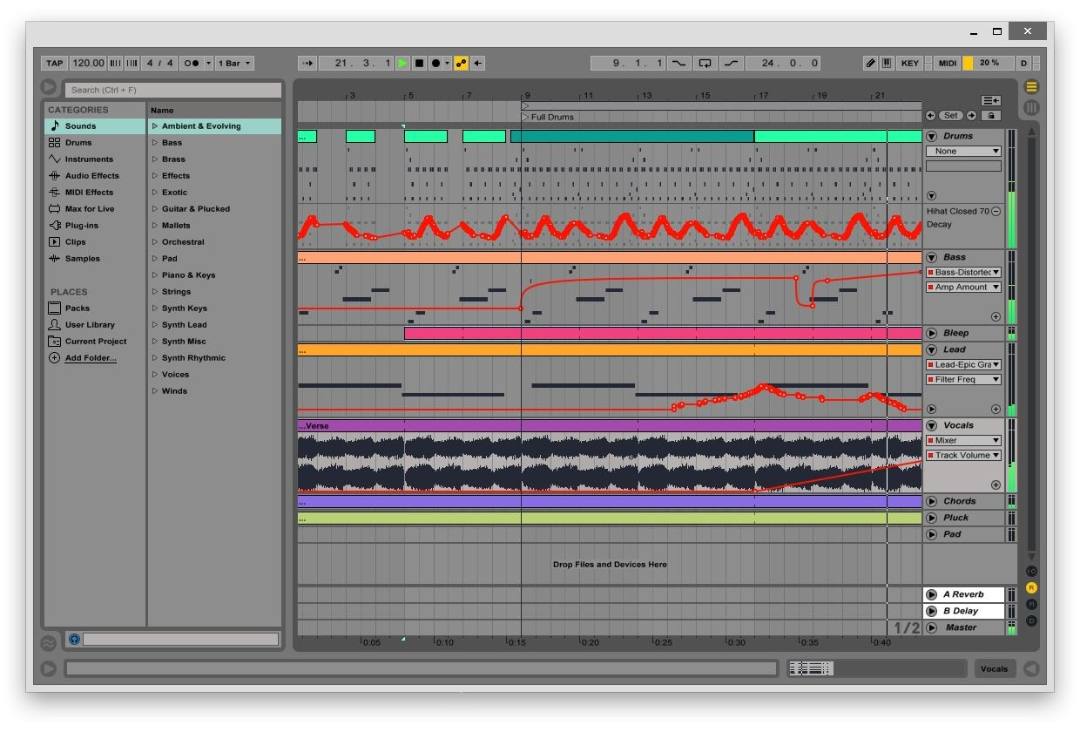 TAP 120.00 4 / 4 1 Bar 21. 3. 1 9. 1. 1 24. 0. 0 KEY MIDI 20 % D
Search (Ctrl + F)
CATEGORIES
Sounds
Drums
Instruments
Audio Effects
MIDI Effects
Max for Live
Plug-ins
Clips
Samples
PLACES
Packs
User Library
Current Project
Add Folder...
Name
Ambient & Evolving
Bass
Brass
Effects
Exotic
Guitar & Plucked
Mallets
Orchestral
Pad
Piano & Keys
Strings
Synth Keys
Synth Lead
Synth Misc
Synth Rhythmic
Voices
Winds
3 5 7 9 11 13 15 17 19 21
Full Drums
Set
...
Drums
None
Hihat Closed 70
Decay
...
Bass
Bass-Distortec
Amp Amount
Bleep
...
Lead
Lead-Epic Gra
Filter Freq
...Verse
Vocals
Mixer
Track Volume
...
Chords
...
Pluck
Pad
Drop Files and Devices Here
A Reverb
B Delay
1/2
Master
0:05 0:10 0:15 0:20 0:25 0:30 0:35 0:40
Vocals